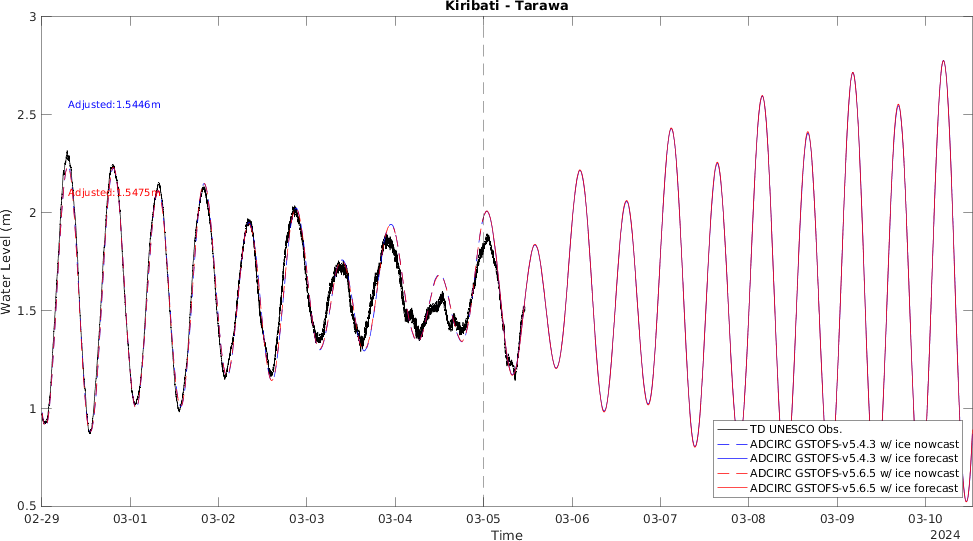 Kiribati - Tarawa
3
2.5
2
1.5
1
0.5
Water Level (m)
Adjusted:1.5446m
Adjusted:1.5475m
TD UNESCO Obs.
ADCIRC GSTOFS-v5.4.3 w/ ice nowcast
ADCIRC GSTOFS-v5.4.3 w/ ice forecast
ADCIRC GSTOFS-v5.6.5 w/ ice nowcast
ADCIRC GSTOFS-v5.6.5 w/ ice forecast
02-29 03-01 03-02 03-03 03-04 03-05 03-06 03-07 03-08 03-09 03-10
Time
2024